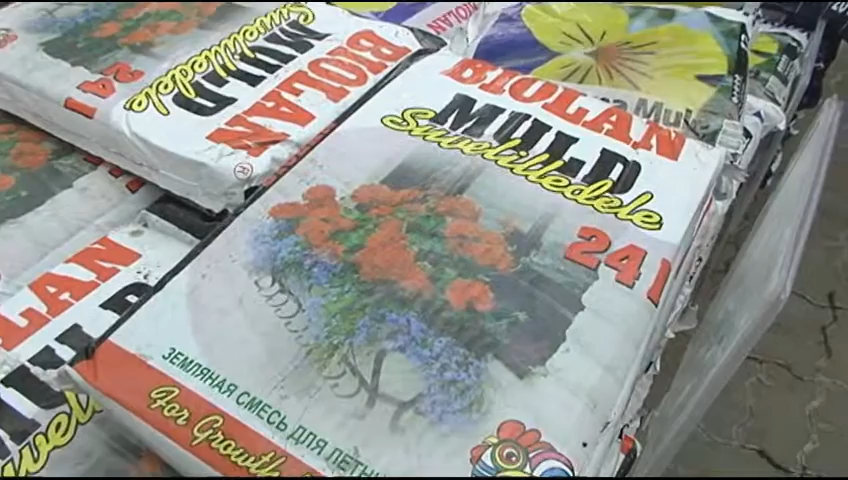 BIOLAN
MULD
Suvelilledele
24 l
ЗЕМЛЯНАЯ СМЕСЬ ДЛЯ ЛЕТНИ
For Growth
BIOLAN
MULD
Suvelilledele
24 l
BIOLAN